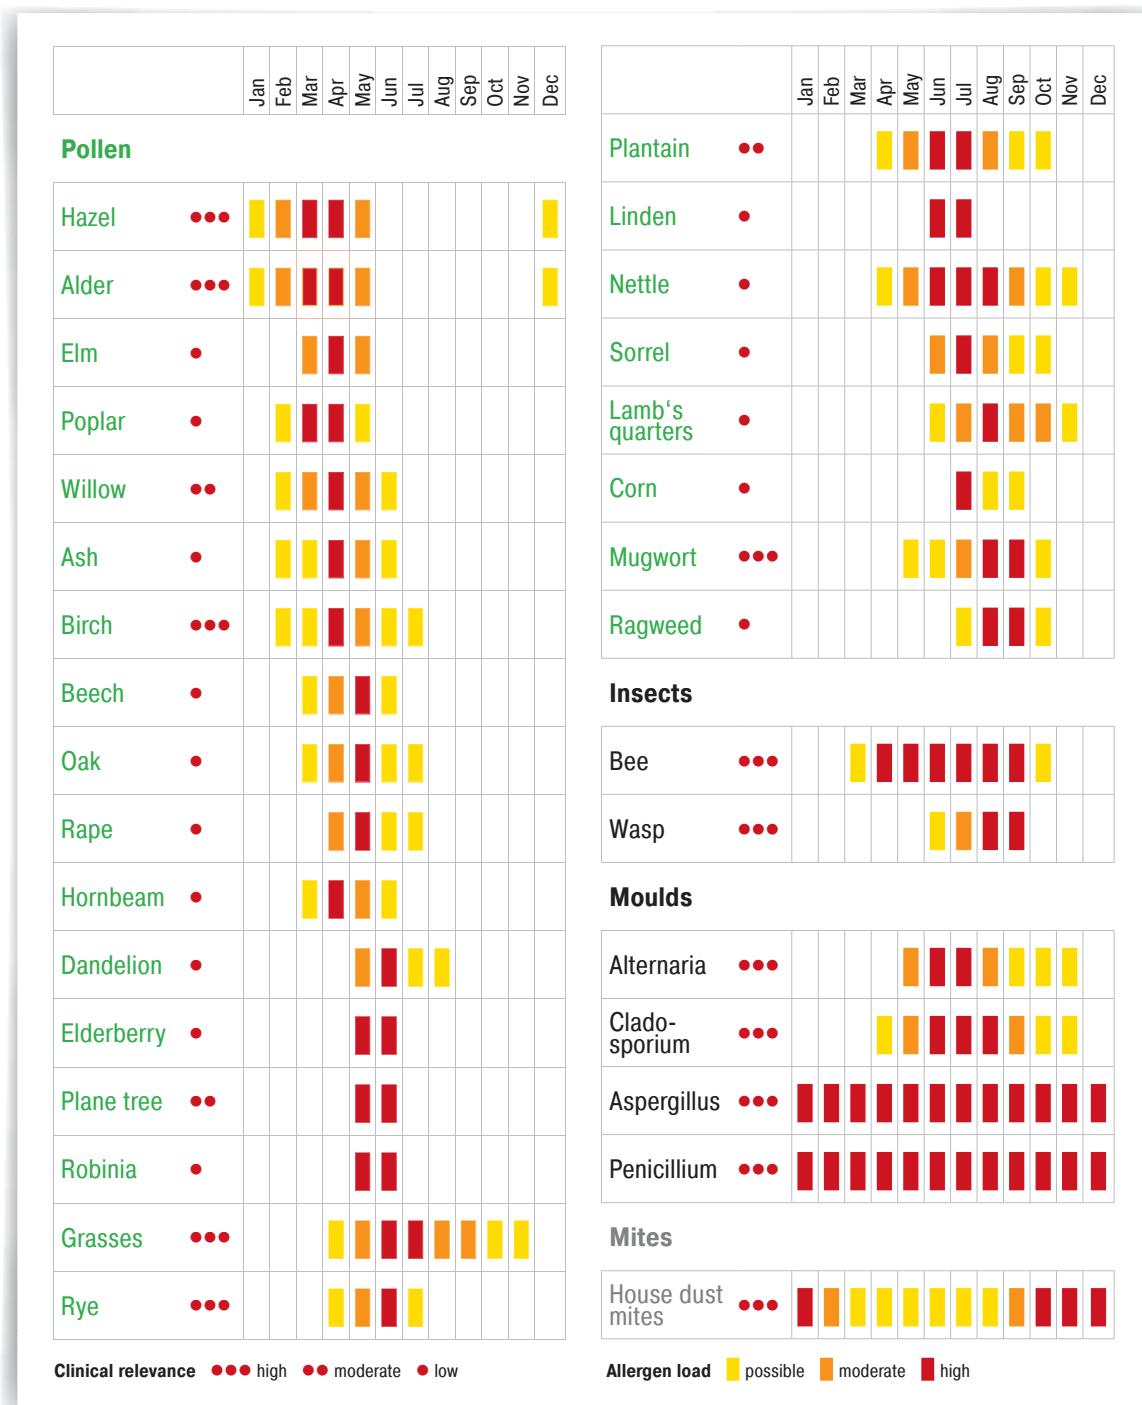 Jan Feb Mar Apr May Jun Jul Aug Sep Oct Nov Dec
Pollen
Hazel
Alder
Elm
Poplar
Willow
Ash
Birch
Beech
Oak
Rape
Hornbeam
Dandelion
Elderberry
Plane tree
Robinia
Grasses
Rye
Clinical relevance high moderate low
Jan Feb Mar Apr May Jun Jul Aug Sep Oct Nov Dec
Plantain
Linden
Nettle
Sorrel
Lamb‘s
quarters
Corn
Mugwort
Ragweed
Insects
Bee
Wasp
Moulds
Alternaria
Clado-
sporium
Aspergillus
Penicillium
Mites
House dust
mites
Allergen load possible moderate high